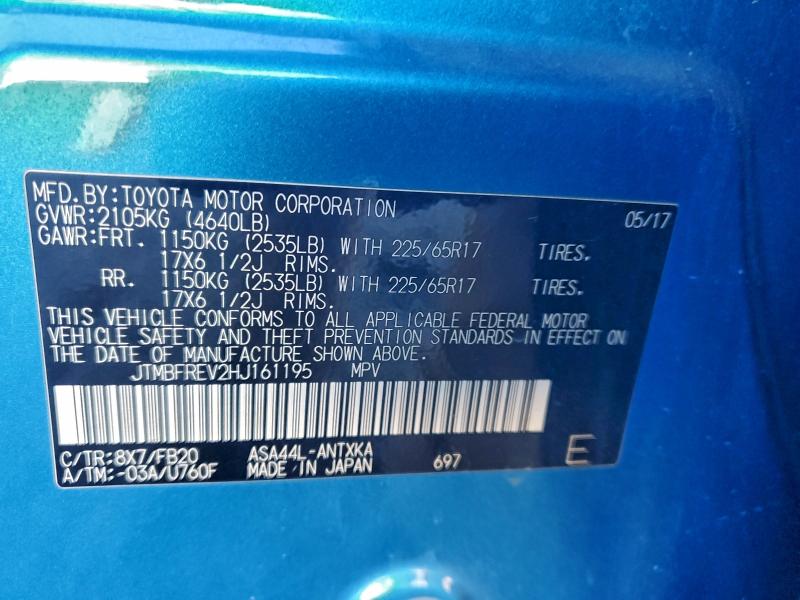 MFD.BY:TOYOTA MOTOR CORPORATION 05/17
GVWR:2105KG (4640LB)
GAWR:FRT. 1150KG (2535LB) WITH 225/65R17 TIRES.
17X6 1/2J RIMS.
RR. 1150KG (2535LB) WITH 225/65R17 TIRES.
17X6 1/2J RIMS.
THIS VEHICLE CONFORMS TO ALL APPLICABLE FEDERAL MOTOR
VEHICLE SAFETY AND THEFT PREVENTION STANDARDS IN EFFECT ON
THE DATE OF MANUFACTURE SHOWN ABOVE.
JTMBFREV2HJ161195 MPV
C/TR:8X7/FB20 ASA44L-ANTXKA
A/TM:-03A/U760F MADE IN JAPAN 697 E